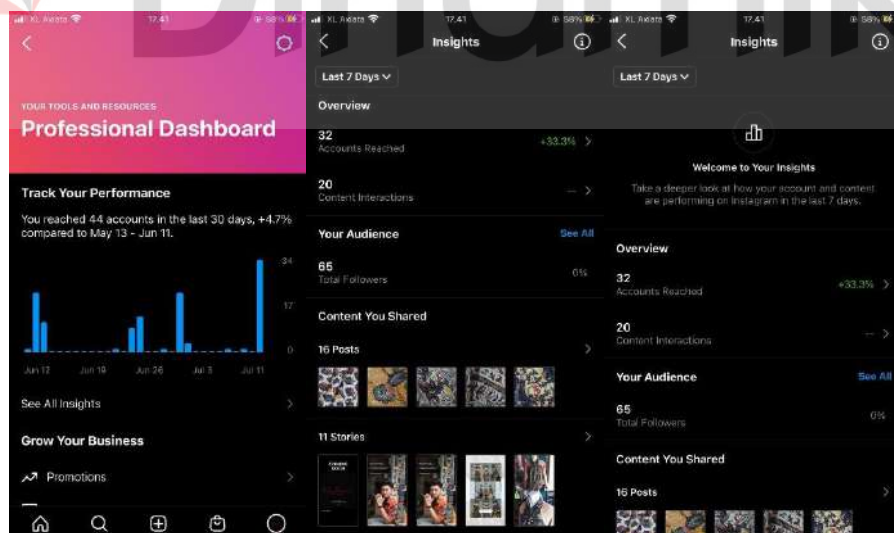 XL Axiata 17.41 58%
YOUR TOOLS AND RESOURCES
Professional Dashboard
Track Your Performance
You reached 44 accounts in the last 30 days, +4.7%
compared to May 13 - Jun 11.
34
17
0
Jun 12 Jun 19 Jun 26 Jul 3 Jul 11
See All Insights
Grow Your Business
Promotions
XL Axiata 17.41 58%
Insights
Last 7 Days
Overview
32
Accounts Reached
+33.3%
20
Content Interactions
--
Your Audience See All
65
Total Followers
0%
Content You Shared
16 Posts
11 Stories
XL Axiata 17.41 58%
Insights
Last 7 Days
Welcome to Your Insights
Take a deeper look at how your account and content
are performing on Instagram in the last 7 days.
Overview
32
Accounts Reached
+33.3%
20
Content Interactions
--
Your Audience See All
65
Total Followers
0%
Content You Shared
16 Posts